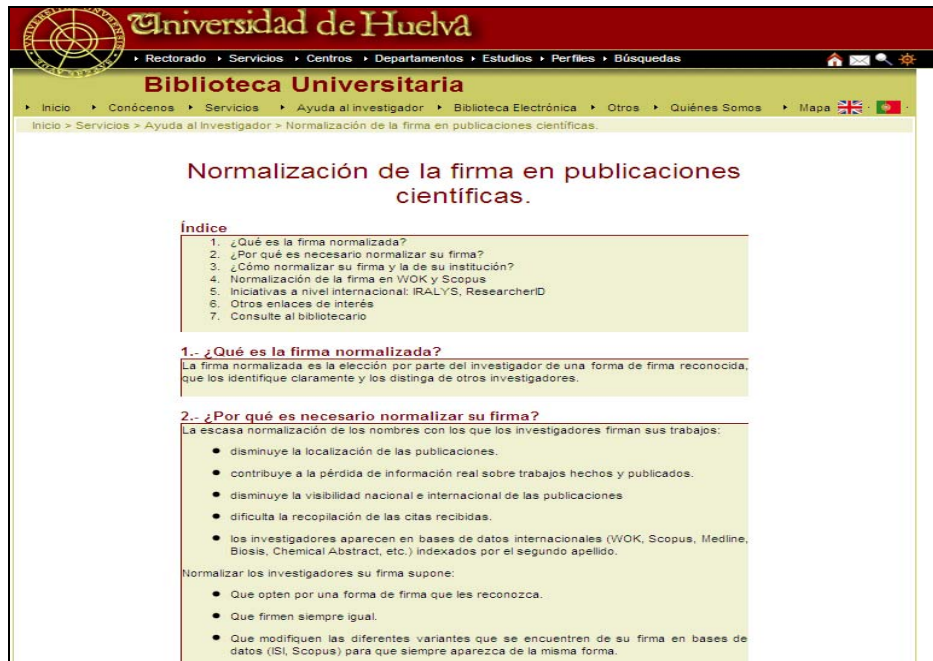 Universidad de Huelva
Rectorado Servicios Centros Departamentos Estudios Perfiles Búsquedas
Biblioteca Universitaria
Inicio Conócenos Servicios Ayuda al investigador Biblioteca Electrónica Otros Quiénes Somos Mapa
Inicio > Servicios > Ayuda al Investigador > Normalización de la firma en publicaciones científicas.
Normalización de la firma en publicaciones
científicas.
Índice
1. ¿Qué es la firma normalizada?
2. ¿Por qué es necesario normalizar su firma?
3. ¿Cómo normalizar su firma y la de su institución?
4. Normalización de la firma en WOK y Scopus
5. Iniciativas a nivel internacional: IRALYS, ResearcherID
6. Otros enlaces de interés
7. Consulte al bibliotecario
1.- ¿Qué es la firma normalizada?
La firma normalizada es la elección por parte del investigador de una forma de firma reconocida,
que los identifique claramente y los distinga de otros investigadores.
2.- ¿Por qué es necesario normalizar su firma?
La escasa normalización de los nombres con los que los investigadores firman sus trabajos:
● disminuye la localización de las publicaciones.
● contribuye a la pérdida de información real sobre trabajos hechos y publicados.
● disminuye la visibilidad nacional e internacional de las publicaciones
● dificulta la recopilación de las citas recibidas.
● los investigadores aparecen en bases de datos internacionales (WOK, Scopus, Medline,
Biosis, Chemical Abstract, etc.) indexados por el segundo apellido.
Normalizar los investigadores su firma supone:
● Que opten por una forma de firma que les reconozca.
● Que firmen siempre igual.
● Que modifiquen las diferentes variantes que se encuentren de su firma en bases de
datos (ISI, Scopus) para que siempre aparezca de la misma forma.